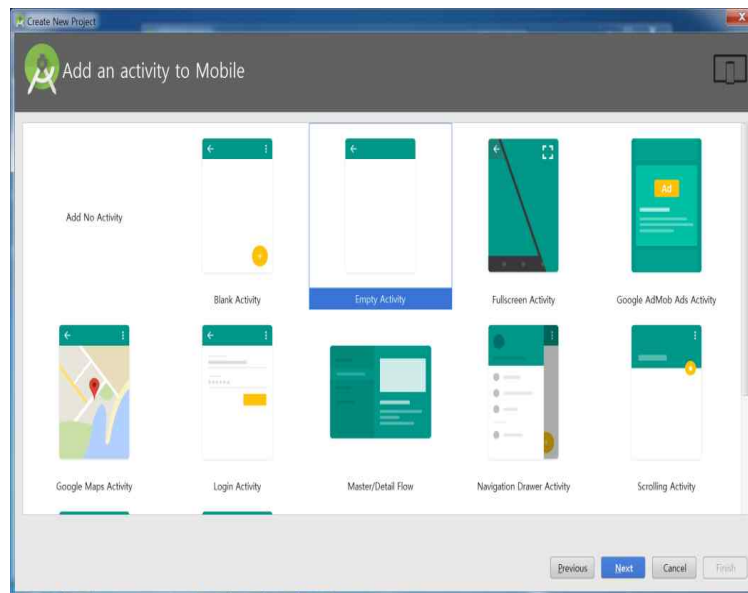 Create New Project
Add an activity to Mobile
Add No Activity
Blank Activity
Empty Activity
Fullscreen Activity
Ad
Google AdMob Ads Activity
Google Maps Activity
Login Activity
Master/Detail Flow
Navigation Drawer Activity
Scrolling Activity
Previous
Next
Cancel
Finish